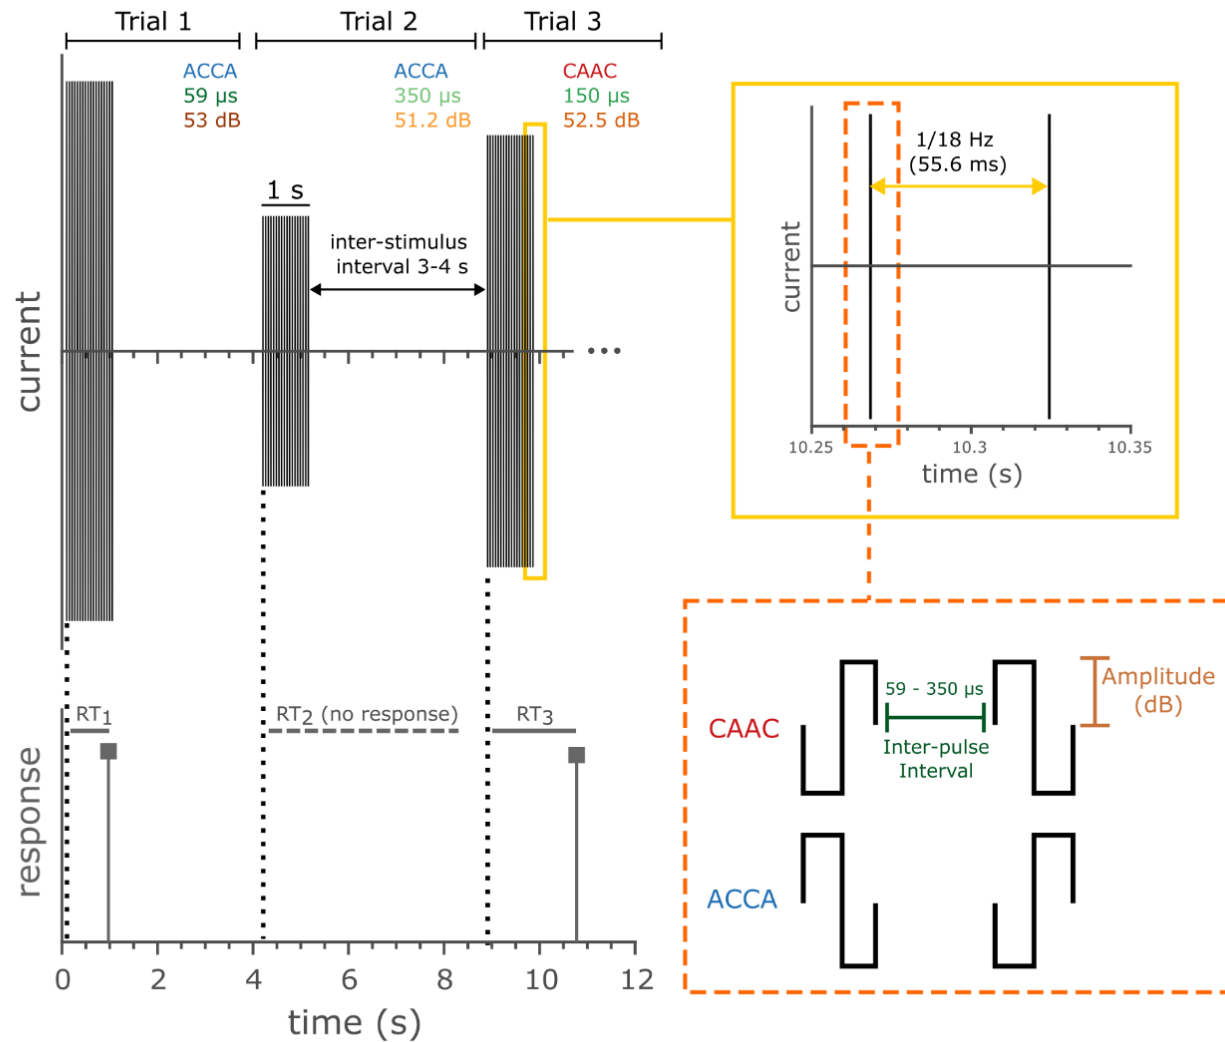 Trial 1
Trial 2
Trial 3
ACCA
59 µs
53 dB
ACCA
350 µs
51.2 dB
CAAC
150 µs
52.5 dB
1 s
inter-stimulus
interval 3-4 s
current
1/18 Hz
(55.6 ms)
current
10.25
10.3
10.35
time (s)
RT1
RT2 (no response)
RT3
response
0
2
4
6
8
10
12
time (s)
CAAC
59 - 350 µs
Inter-pulse
Interval
Amplitude
(dB)
ACCA